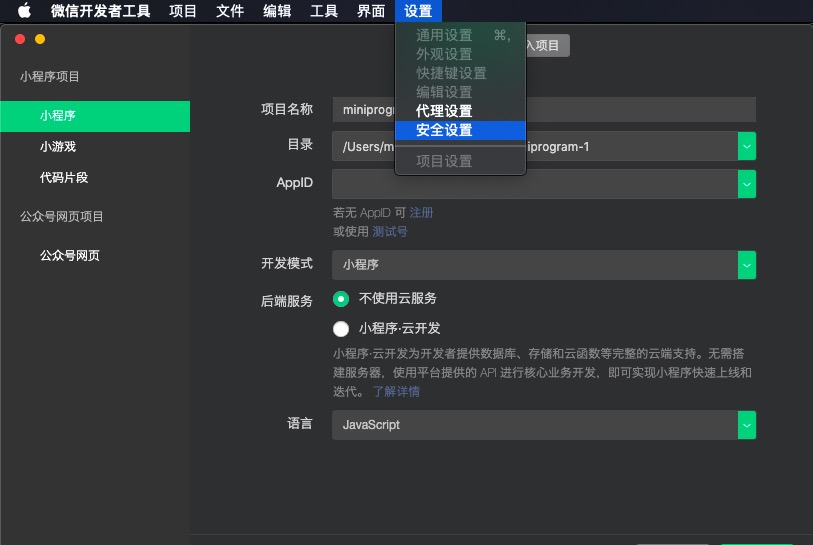 微信开发者工具 项目 文件 编辑 工具 界面 设置
通用设置 ⌘,
外观设置
快捷键设置
编辑设置
代理设置
安全设置
项目设置
入项目
小程序项目
小程序
小游戏
代码片段
公众号网页项目
公众号网页
项目名称 miniprog
目录 /Users/m iprogram-1
AppID
若无 AppID 可 注册
或使用 测试号
开发模式 小程序
后端服务 不使用云服务
小程序·云开发
小程序·云开发为开发者提供数据库、存储和云函数等完整的云端支持。无需搭
建服务器，使用平台提供的 API 进行核心业务开发，即可实现小程序快速上线和
迭代。 了解详情
语言 JavaScript